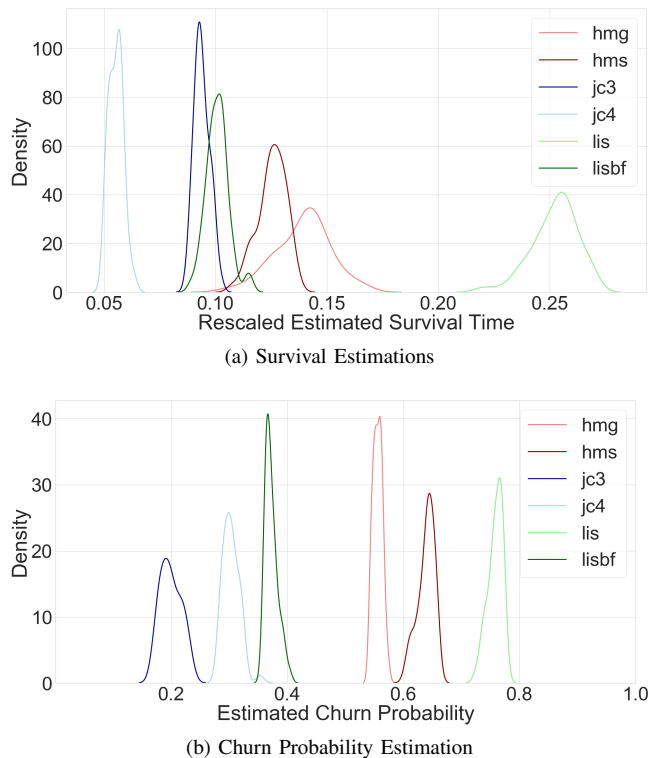 100
80
60
40
20
0
Density
hmg
hms
jc3
jc4
lis
lisbf
0.05 0.10 0.15 0.20 0.25
Rescaled Estimated Survival Time
(a) Survival Estimations
40
30
20
10
0
Density
hmg
hms
jc3
jc4
lis
lisbf
0.2 0.4 0.6 0.8 1.0
Estimated Churn Probability
(b) Churn Probability Estimation